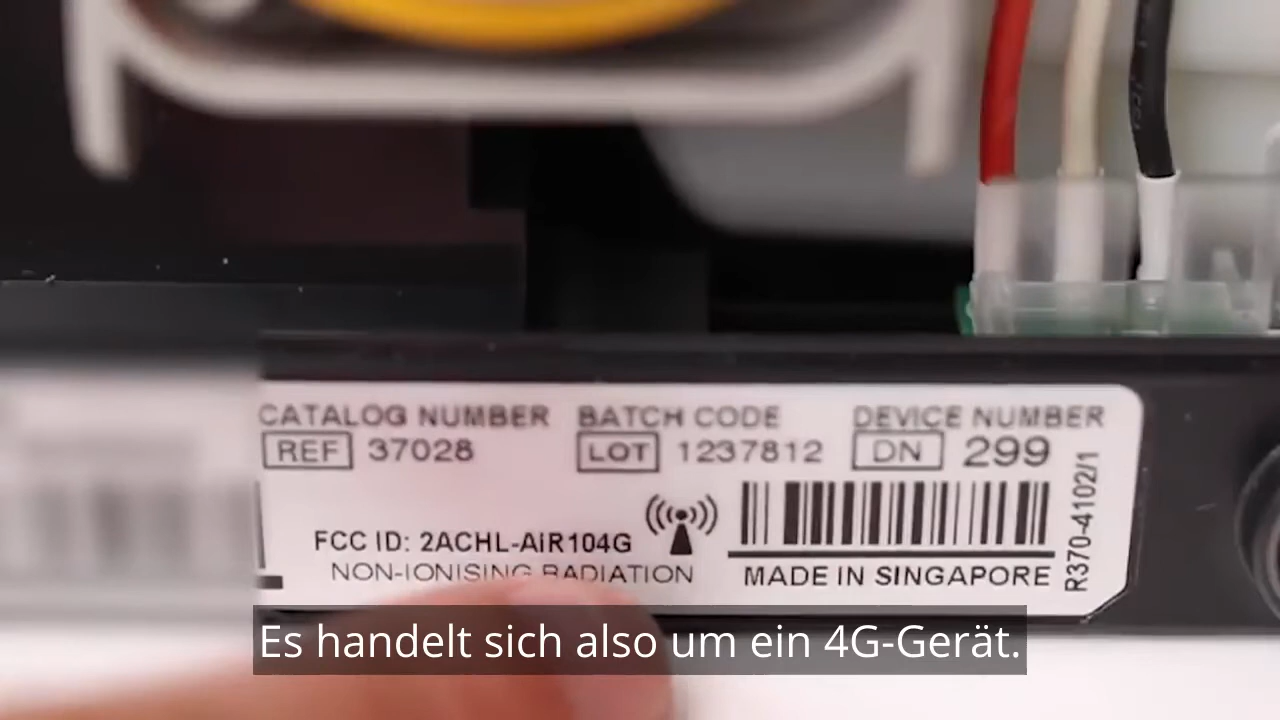 CATALOG NUMBER BATCH CODE DEVICE NUMBER
REF 37028 LOT 1237812 DN 299
R370-4102/1
FCC ID: 2ACHL-AiR104G
NON-IONISING RADIATION MADE IN SINGAPORE
Es handelt sich also um ein 4G-Gerät.